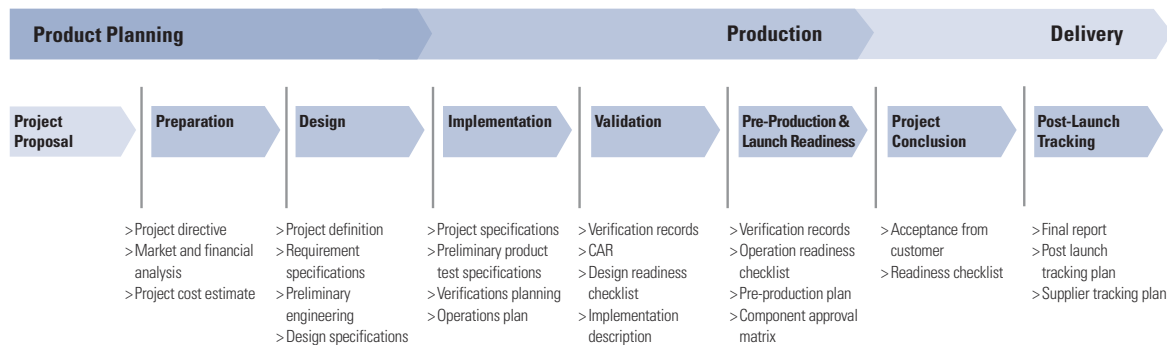 Product Planning
Production
Delivery
Project
Proposal
Preparation
Design
Implementation
Validation
Pre-Production &
Launch Readiness
Project
Conclusion
Post-Launch
Tracking
> Project directive
> Market and financial
analysis
> Project cost estimate
> Project definition
> Requirement
specifications
> Preliminary
engineering
> Design specifications
> Project specifications
> Preliminary product
test specifications
> Verifications planning
> Operations plan
> Verification records
> CAR
> Design readiness
checklist
> Implementation
description
> Verification records
> Operation readiness
checklist
> Pre-production plan
> Component approval
matrix
> Acceptance from
customer
> Readiness checklist
> Final report
> Post launch
tracking plan
> Supplier tracking plan